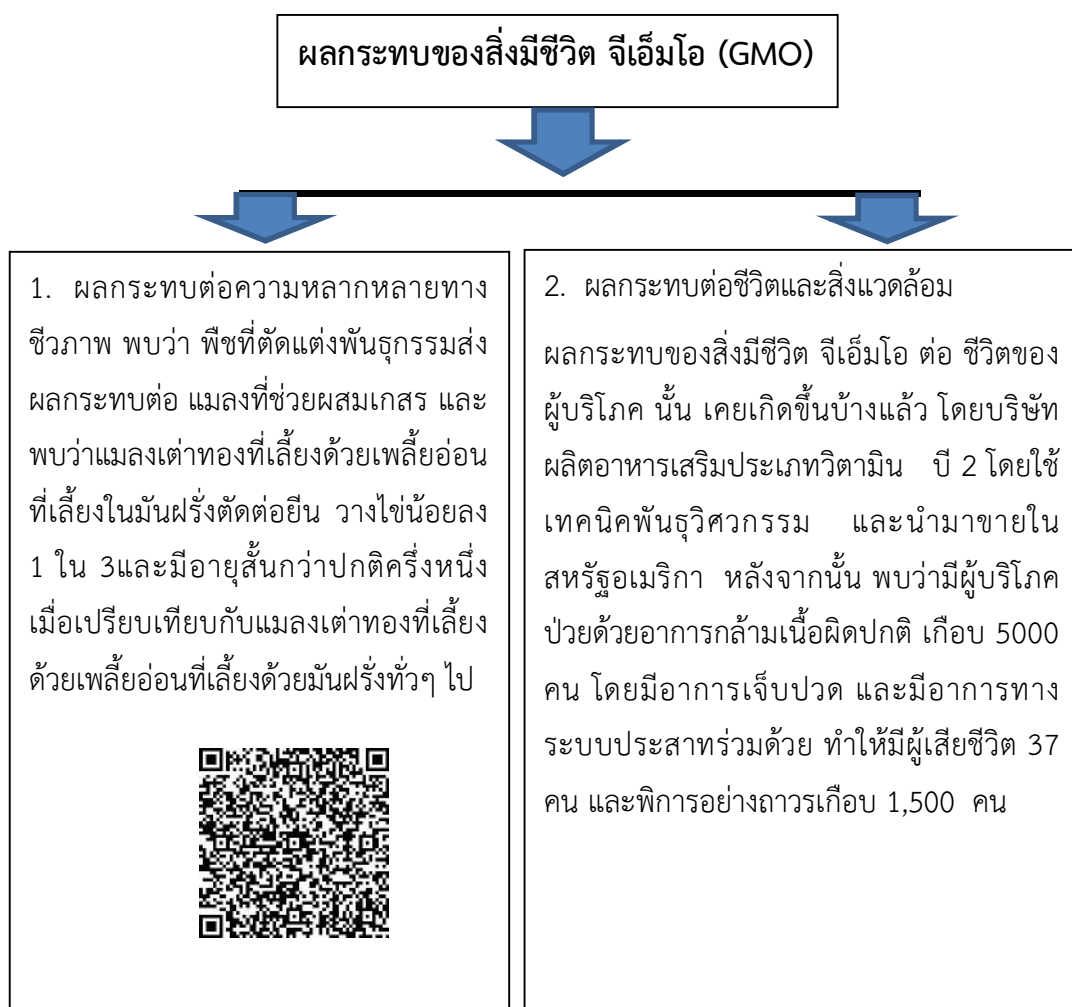 ผลกระทบของสิ่งมีชีวิต จีเอ็มโอ (GMO)
1. ผลกระทบต่อความหลากหลายทาง
ชีวภาพ พบว่า พืชที่ตัดแต่งพันธุกรรมส่ง
ผลกระทบต่อ แมลงที่ช่วยผสมเกสร และ
พบว่าแมลงเต่าทองที่เลี้ยงด้วยเพลี้ยอ่อน
ที่เลี้ยงในมันฝรั่งตัดต่อยีน วางไข่น้อยลง
1 ใน 3และมีอายุสั้นกว่าปกติครึ่งหนึ่ง
เมื่อเปรียบเทียบกับแมลงเต่าทองที่เลี้ยง
ด้วยเพลี้ยอ่อนที่เลี้ยงด้วยมันฝรั่งทั่วๆ ไป
2. ผลกระทบต่อชีวิตและสิ่งแวดล้อม
ผลกระทบของสิ่งมีชีวิต จีเอ็มโอ ต่อ ชีวิตของ
ผู้บริโภค นั้น เคยเกิดขึ้นบ้างแล้ว โดยบริษัท
ผลิตอาหารเสริมประเภทวิตามิน บี 2 โดยใช้
เทคนิคพันธุวิศวกรรม และนำมาขายใน
สหรัฐอเมริกา หลังจากนั้น พบว่ามีผู้บริโภค
ป่วยด้วยอาการกล้ามเนื้อผิดปกติ เกือบ 5000
คน โดยมีอาการเจ็บปวด และมีอาการทาง
ระบบประสาทร่วมด้วย ทำให้มีผู้เสียชีวิต 37
คน และพิการอย่างถาวรเกือบ 1,500 คน